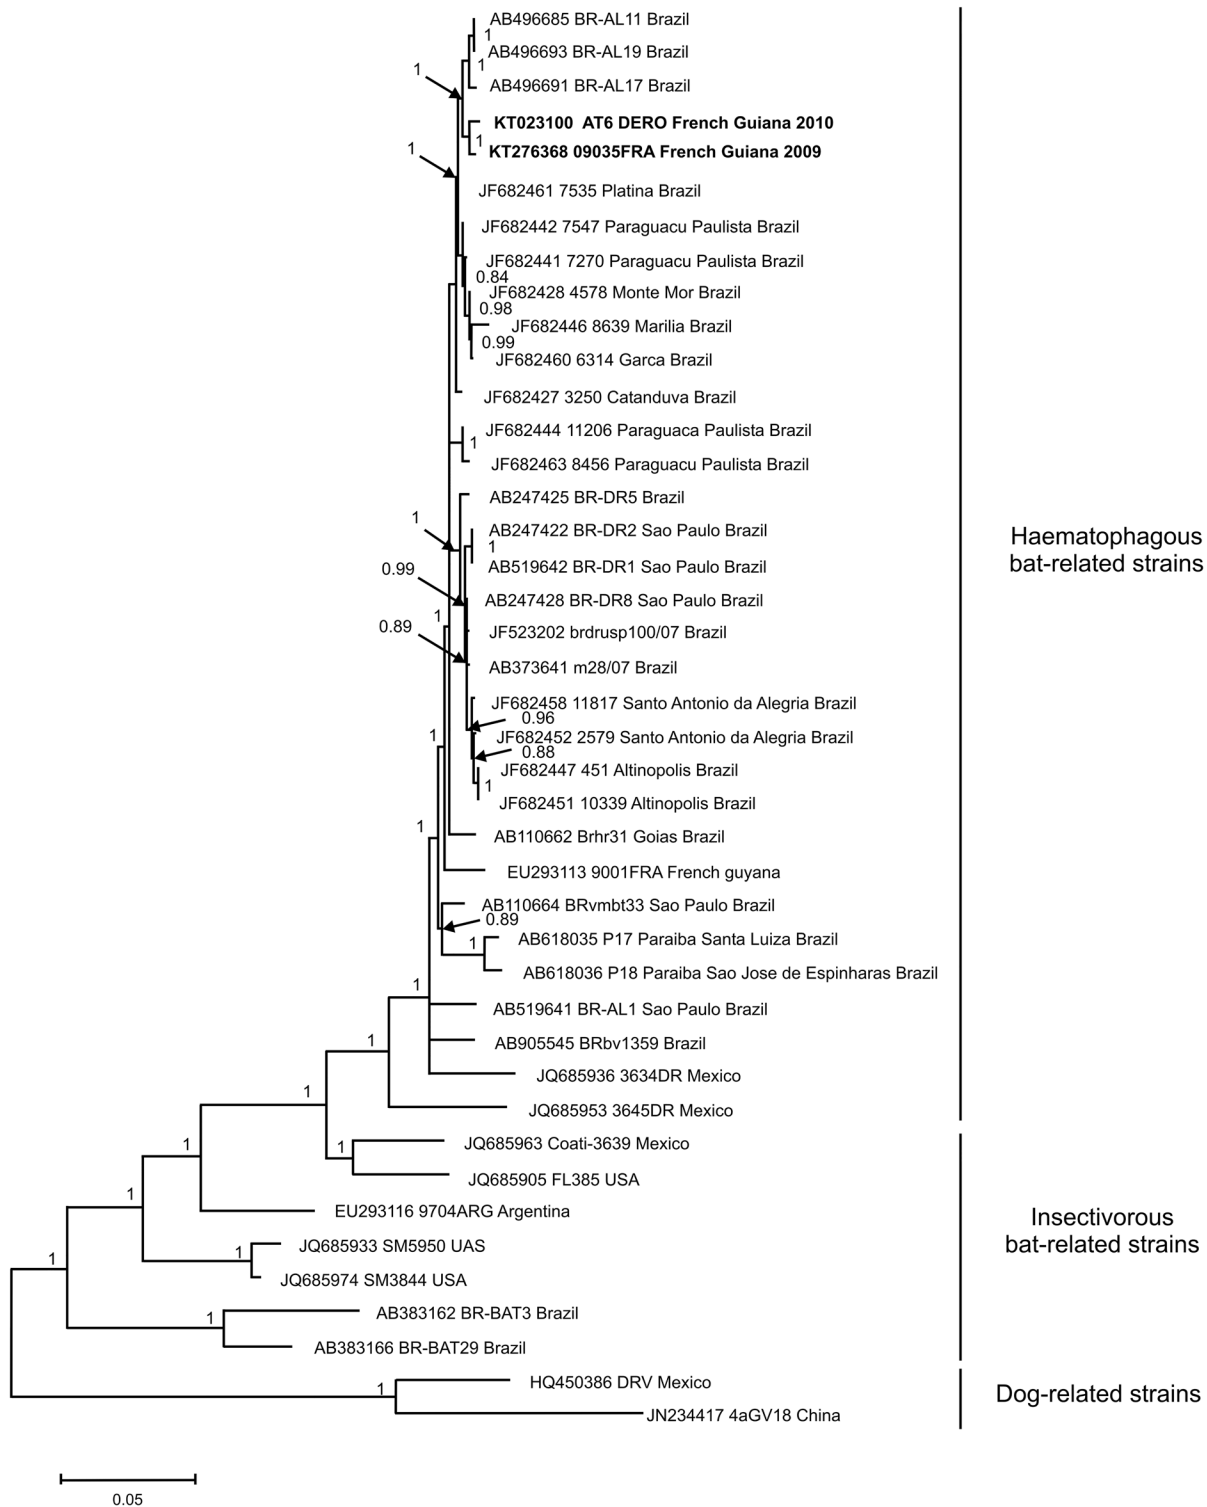 AB496685 BR-AL11 Brazil
1
AB496693 BR-AL19 Brazil
1
1
AB496691 BR-AL17 Brazil
KT023100 AT6 DERO French Guiana 2010
1
1
KT276368 09035FRA French Guiana 2009
JF682461 7535 Platina Brazil
JF682442 7547 Paraguacu Paulista Brazil
JF682441 7270 Paraguacu Paulista Brazil
0.84
JF682428 4578 Monte Mor Brazil
0.98
JF682446 8639 Marilia Brazil
0.99
JF682460 6314 Garca Brazil
JF682427 3250 Catanduva Brazil
JF682444 11206 Paraguaca Paulista Brazil
1
JF682463 8456 Paraguacu Paulista Brazil
AB247425 BR-DR5 Brazil
1
AB247422 BR-DR2 Sao Paulo Brazil
1
Haematophagous
bat-related strains
AB519642 BR-DR1 Sao Paulo Brazil
0.99
AB247428 BR-DR8 Sao Paulo Brazil
1
0.89
JF523202 brdrusp100/07 Brazil
AB373641 m28/07 Brazil
JF682458 11817 Santo Antonio da Alegria Brazil
0.96
1
JF682452 2579 Santo Antonio da Alegria Brazil
0.88
JF682447 451 Altinopolis Brazil
1
JF682451 10339 Altinopolis Brazil
1
AB110662 Brhr31 Goias Brazil
EU293113 9001FRA French guyana
AB110664 BRvmbt33 Sao Paulo Brazil
0.89
1
AB618035 P17 Paraiba Santa Luiza Brazil
AB618036 P18 Paraiba Sao Jose de Espinharas Brazil
1
AB519641 BR-AL1 Sao Paulo Brazil
1
AB905545 BRbv1359 Brazil
JQ685936 3634DR Mexico
1
JQ685953 3645DR Mexico
1
1
JQ685963 Coati-3639 Mexico
JQ685905 FL385 USA
1
EU293116 9704ARG Argentina
Insectivorous
bat-related strains
1
1
JQ685933 SM5950 UAS
JQ685974 SM3844 USA
1
AB383162 BR-BAT3 Brazil
AB383166 BR-BAT29 Brazil
1
HQ450386 DRV Mexico
Dog-related strains
JN234417 4aGV18 China
0.05